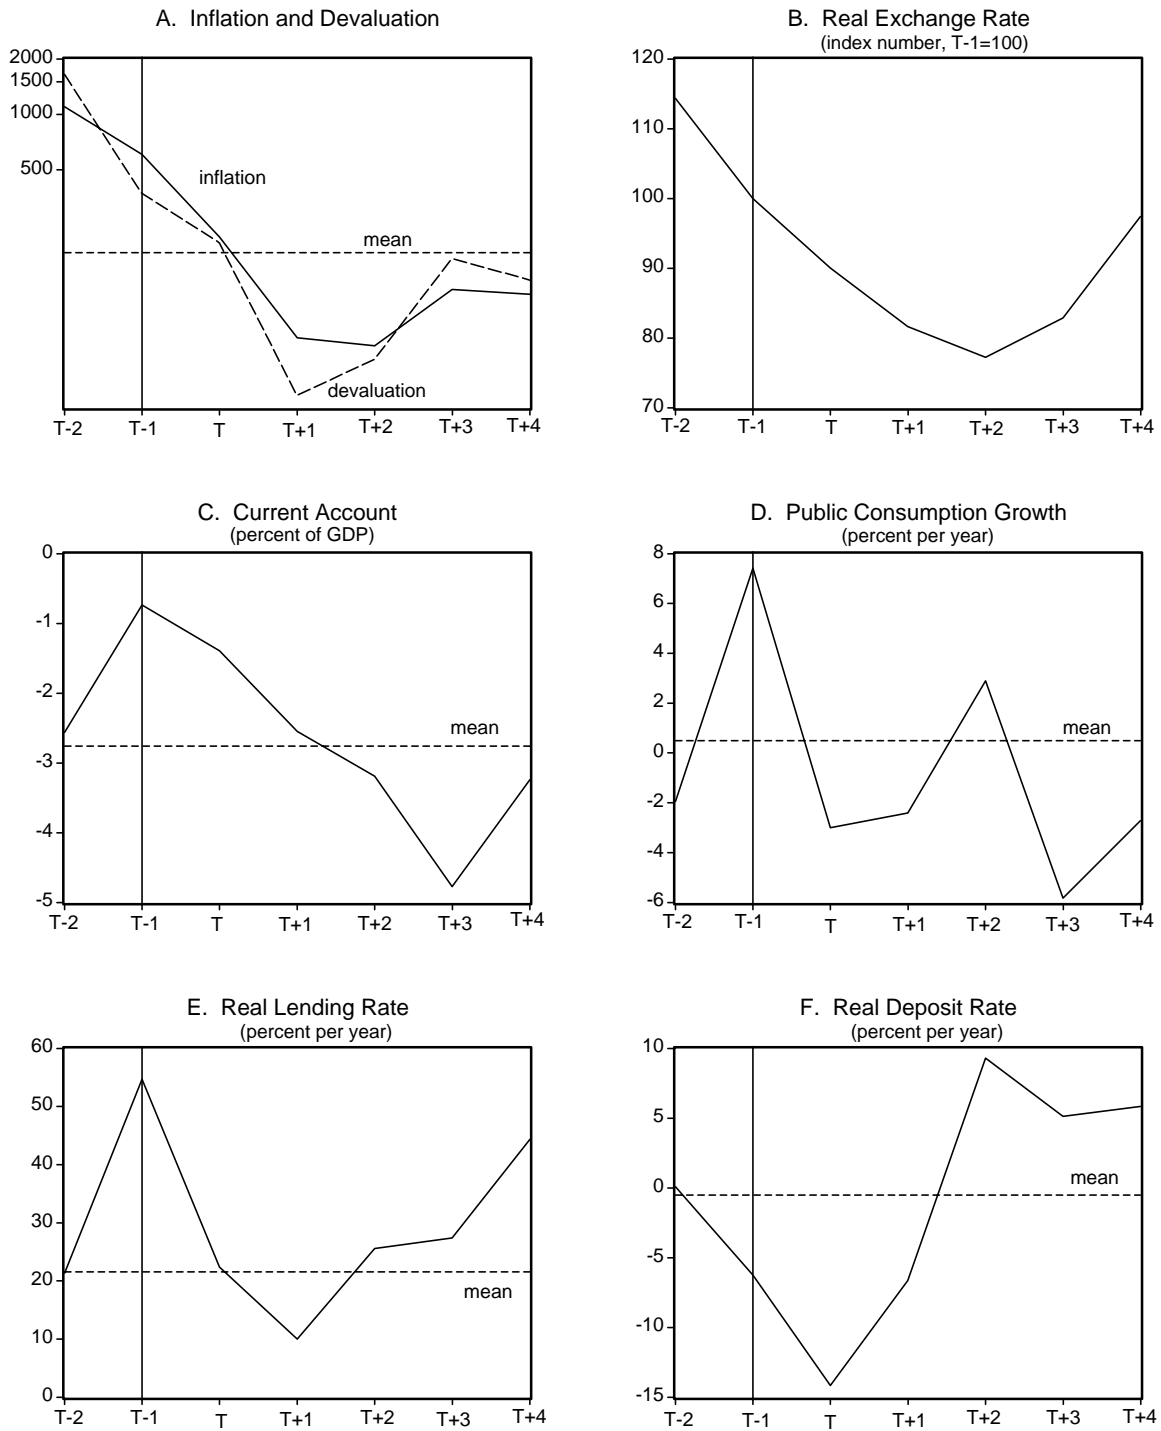 A. Inflation and Devaluation
2000
1500
1000
500
inflation
mean
devaluation
T-2 T-1 T T+1 T+2 T+3 T+4
B. Real Exchange Rate
(index number, T-1=100)
120
110
100
90
80
70
T-2 T-1 T T+1 T+2 T+3 T+4
C. Current Account
(percent of GDP)
0
-1
-2
mean
-3
-4
-5
T-2 T-1 T T+1 T+2 T+3 T+4
D. Public Consumption Growth
(percent per year)
8
6
4
2
mean
0
-2
-4
-6
T-2 T-1 T T+1 T+2 T+3 T+4
E. Real Lending Rate
(percent per year)
60
50
40
30
20
mean
10
0
T-2 T-1 T T+1 T+2 T+3 T+4
F. Real Deposit Rate
(percent per year)
10
5
mean
0
-5
-10
-15
T-2 T-1 T T+1 T+2 T+3 T+4